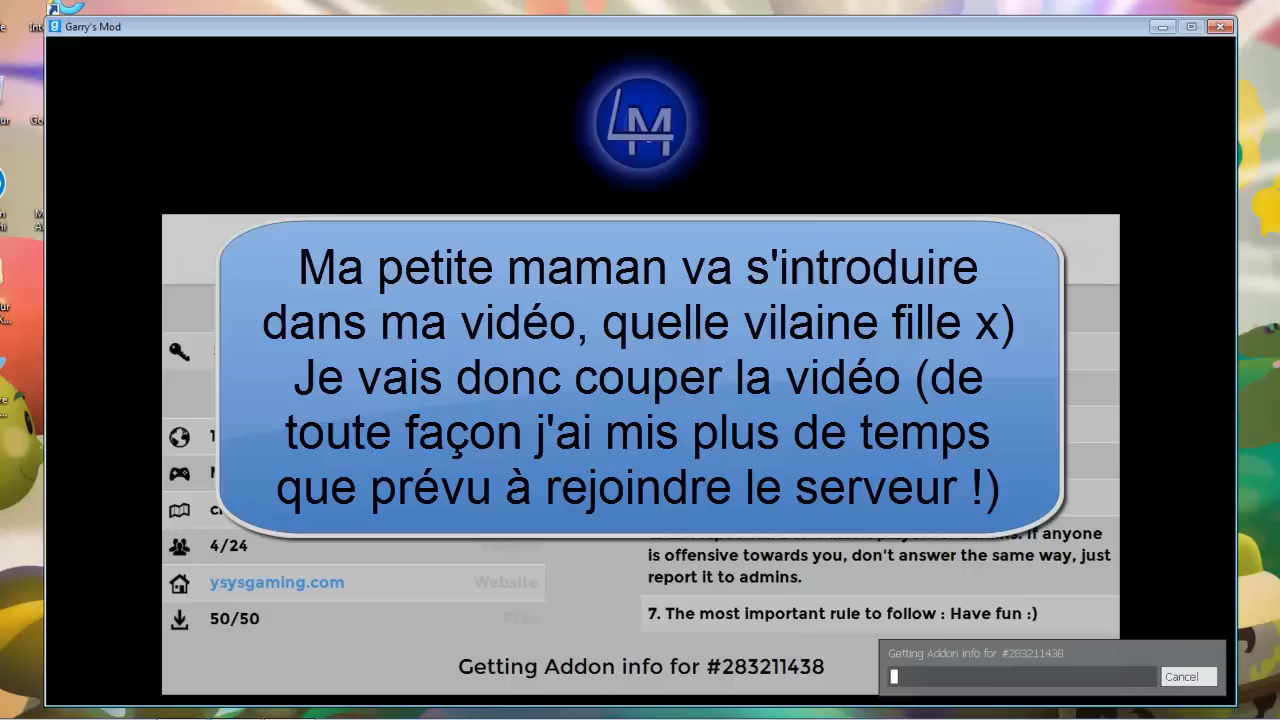 Garry's Mod
LM
Ma petite maman va s'introduire
dans ma vidéo, quelle vilaine fille x)
Je vais donc couper la vidéo (de
toute façon j'ai mis plus de temps
que prévu à rejoindre le serveur !)
4/24
ysysgaming.com Website
50/50
If anyone
is offensive towards you, don't answer the same way, just
report it to admins.
7. The most important rule to follow : Have fun :)
Getting Addon info for #283211438
Getting Addon info for #283211438
Cancel